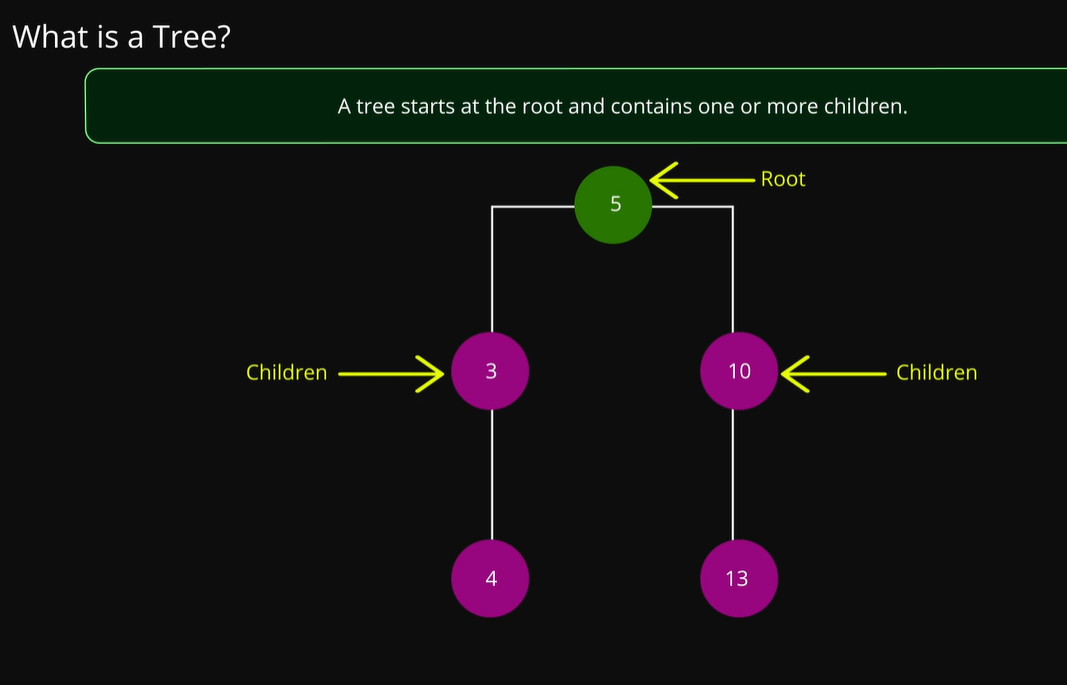 What is a Tree?
A tree starts at the root and contains one or more children.
Root
5
Children
3
10
Children
4
13